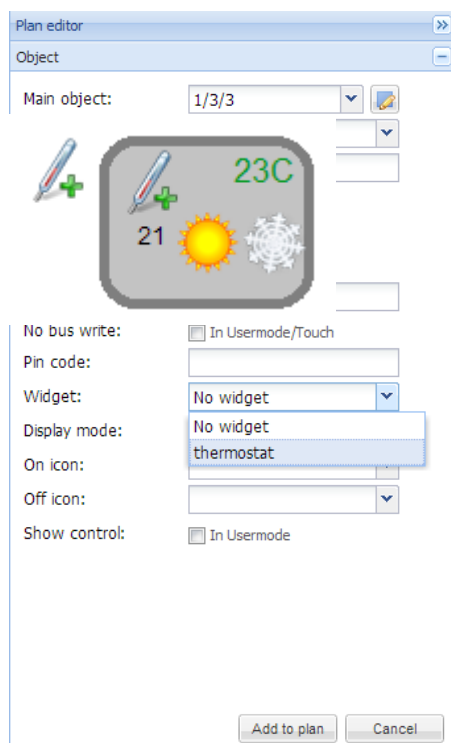 Plan editor
Object
Main object: 1/3/3
23C
21
No bus write: In Usermode/Touch
Pin code:
Widget: No widget
Display mode: No widget
thermostat
On icon:
Off icon:
Show control: In Usermode
Add to plan Cancel